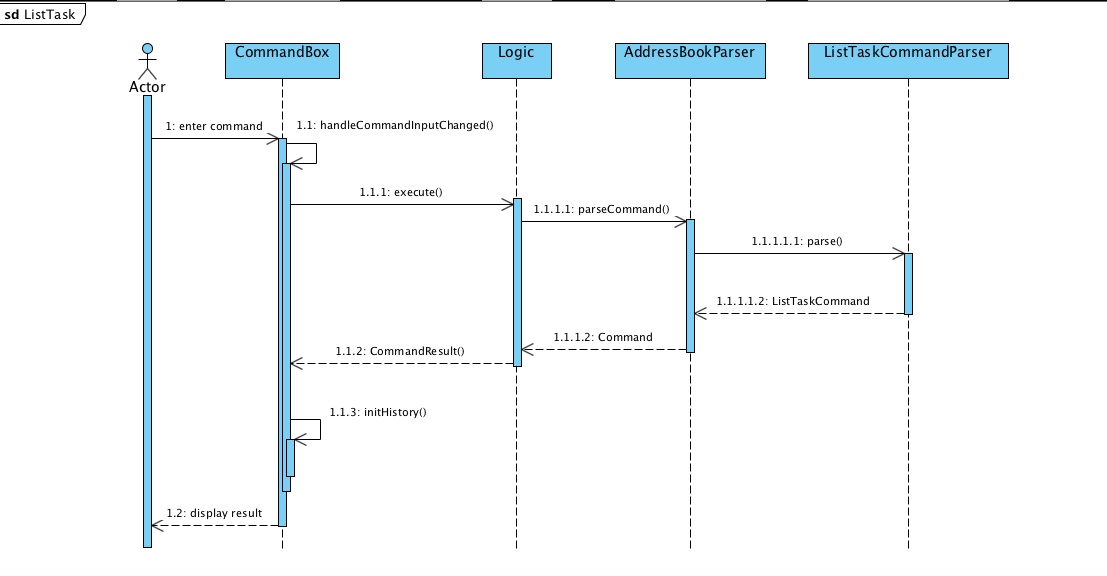 sd ListTask
CommandBox
Logic
AddressBookParser
ListTaskCommandParser
Actor
1: enter command
1.1: handleCommandInputChanged()
1.1.1: execute()
1.1.1.1: parseCommand()
1.1.1.1.1: parse()
1.1.1.1.2: ListTaskCommand
1.1.1.2: Command
1.1.2: CommandResult()
1.1.3: initHistory()
1.2: display result